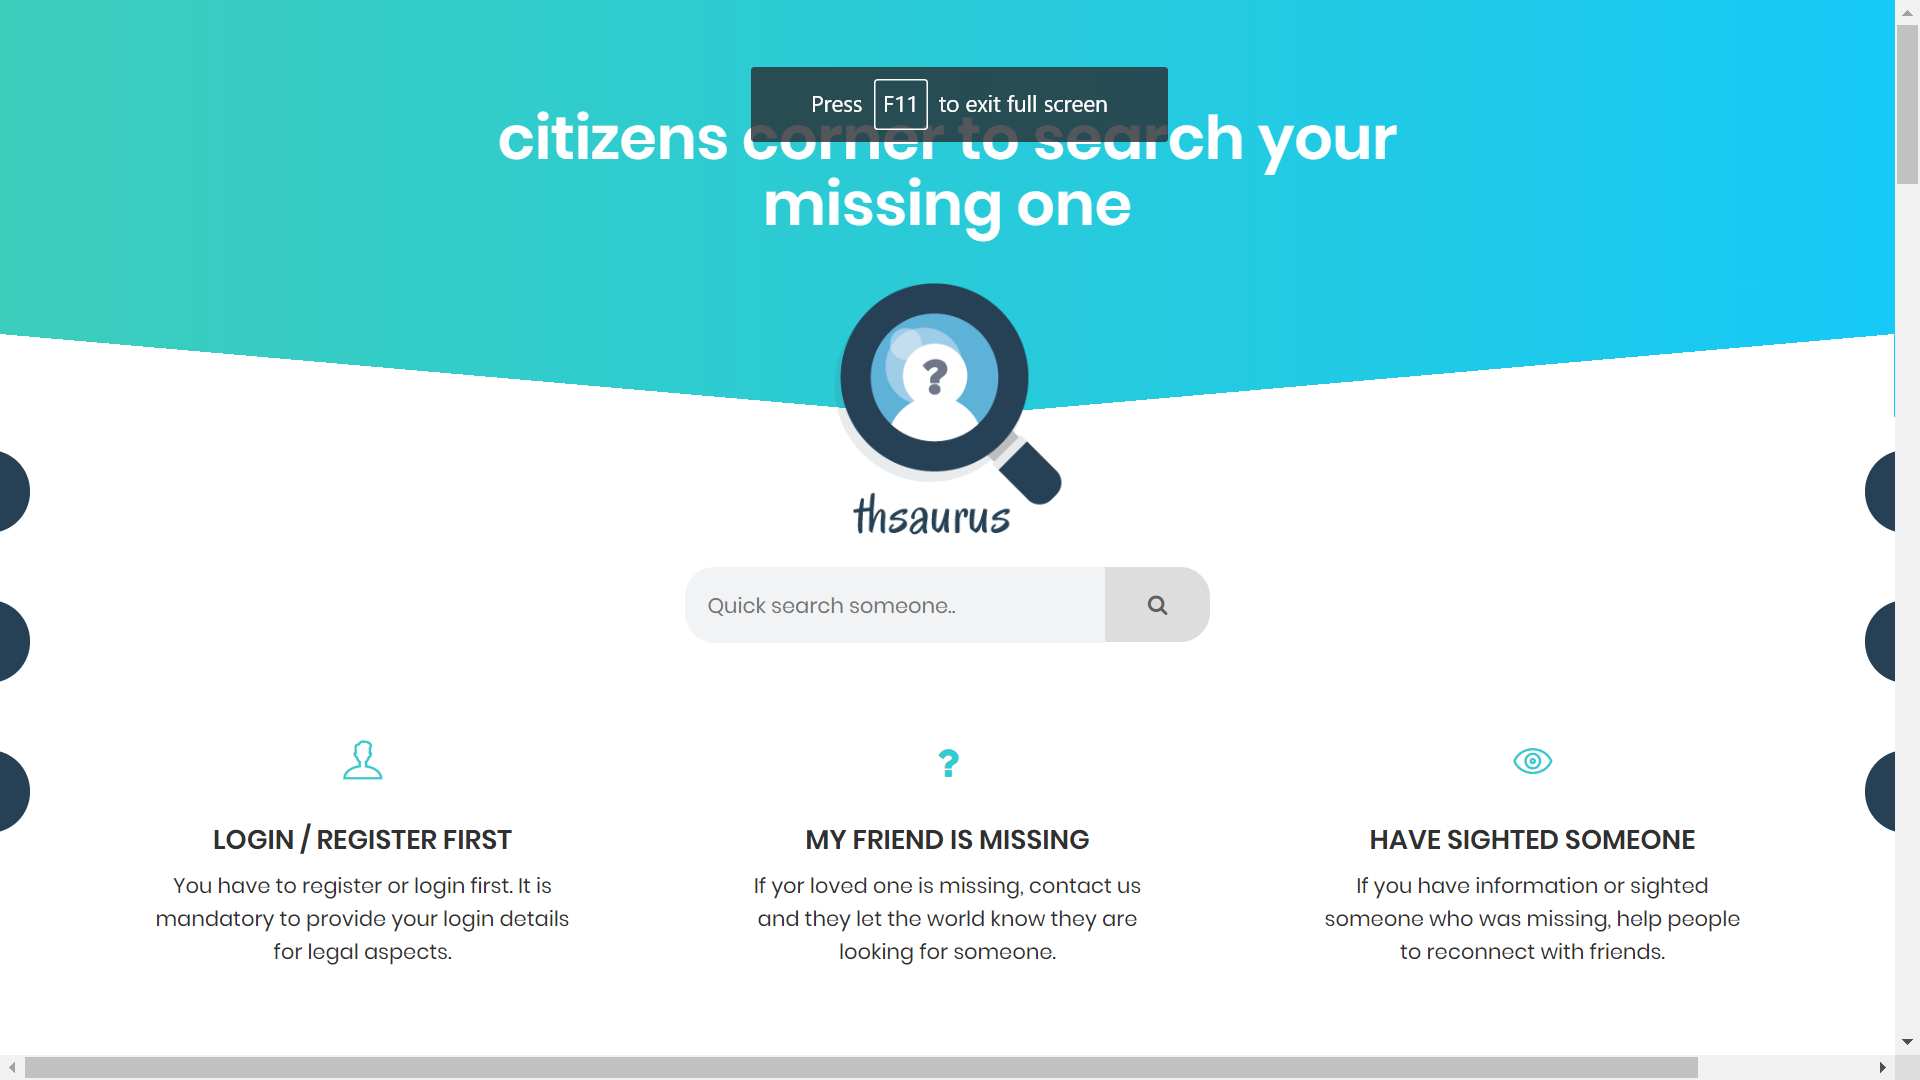 Press F11 to exit full screen
citizens corner to search your
missing one
?
thsaurus
Quick search someone..
?
LOGIN / REGISTER FIRST
You have to register or login first. It is
mandatory to provide your login details
for legal aspects.
MY FRIEND IS MISSING
If yor loved one is missing, contact us
and they let the world know they are
looking for someone.
HAVE SIGHTED SOMEONE
If you have information or sighted
someone who was missing, help people
to reconnect with friends.